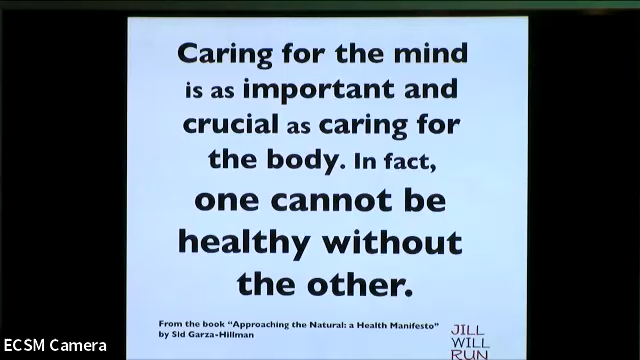 Caring for the mind
is as important and
crucial as caring for
the body. In fact,
one cannot be
healthy without
the other.
From the book "Approaching the Natural: a Health Manifesto"
by Sid Garza-Hillman
JILL
WILL
RUN
ECSM Camera